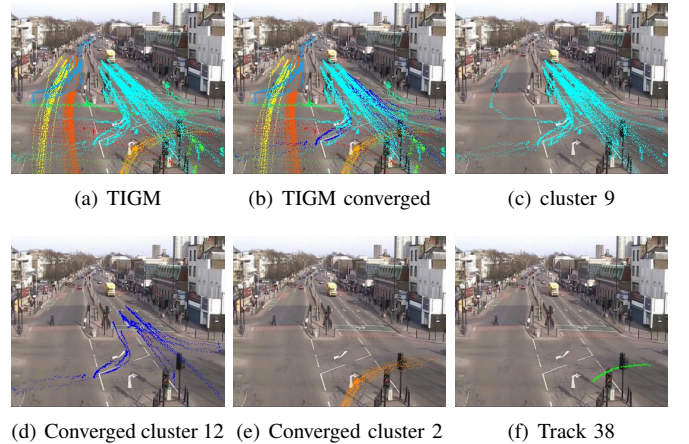 (a) TIGM
(b) TIGM converged
(c) cluster 9
(d) Converged cluster 12
(e) Converged cluster 2
(f) Track 38